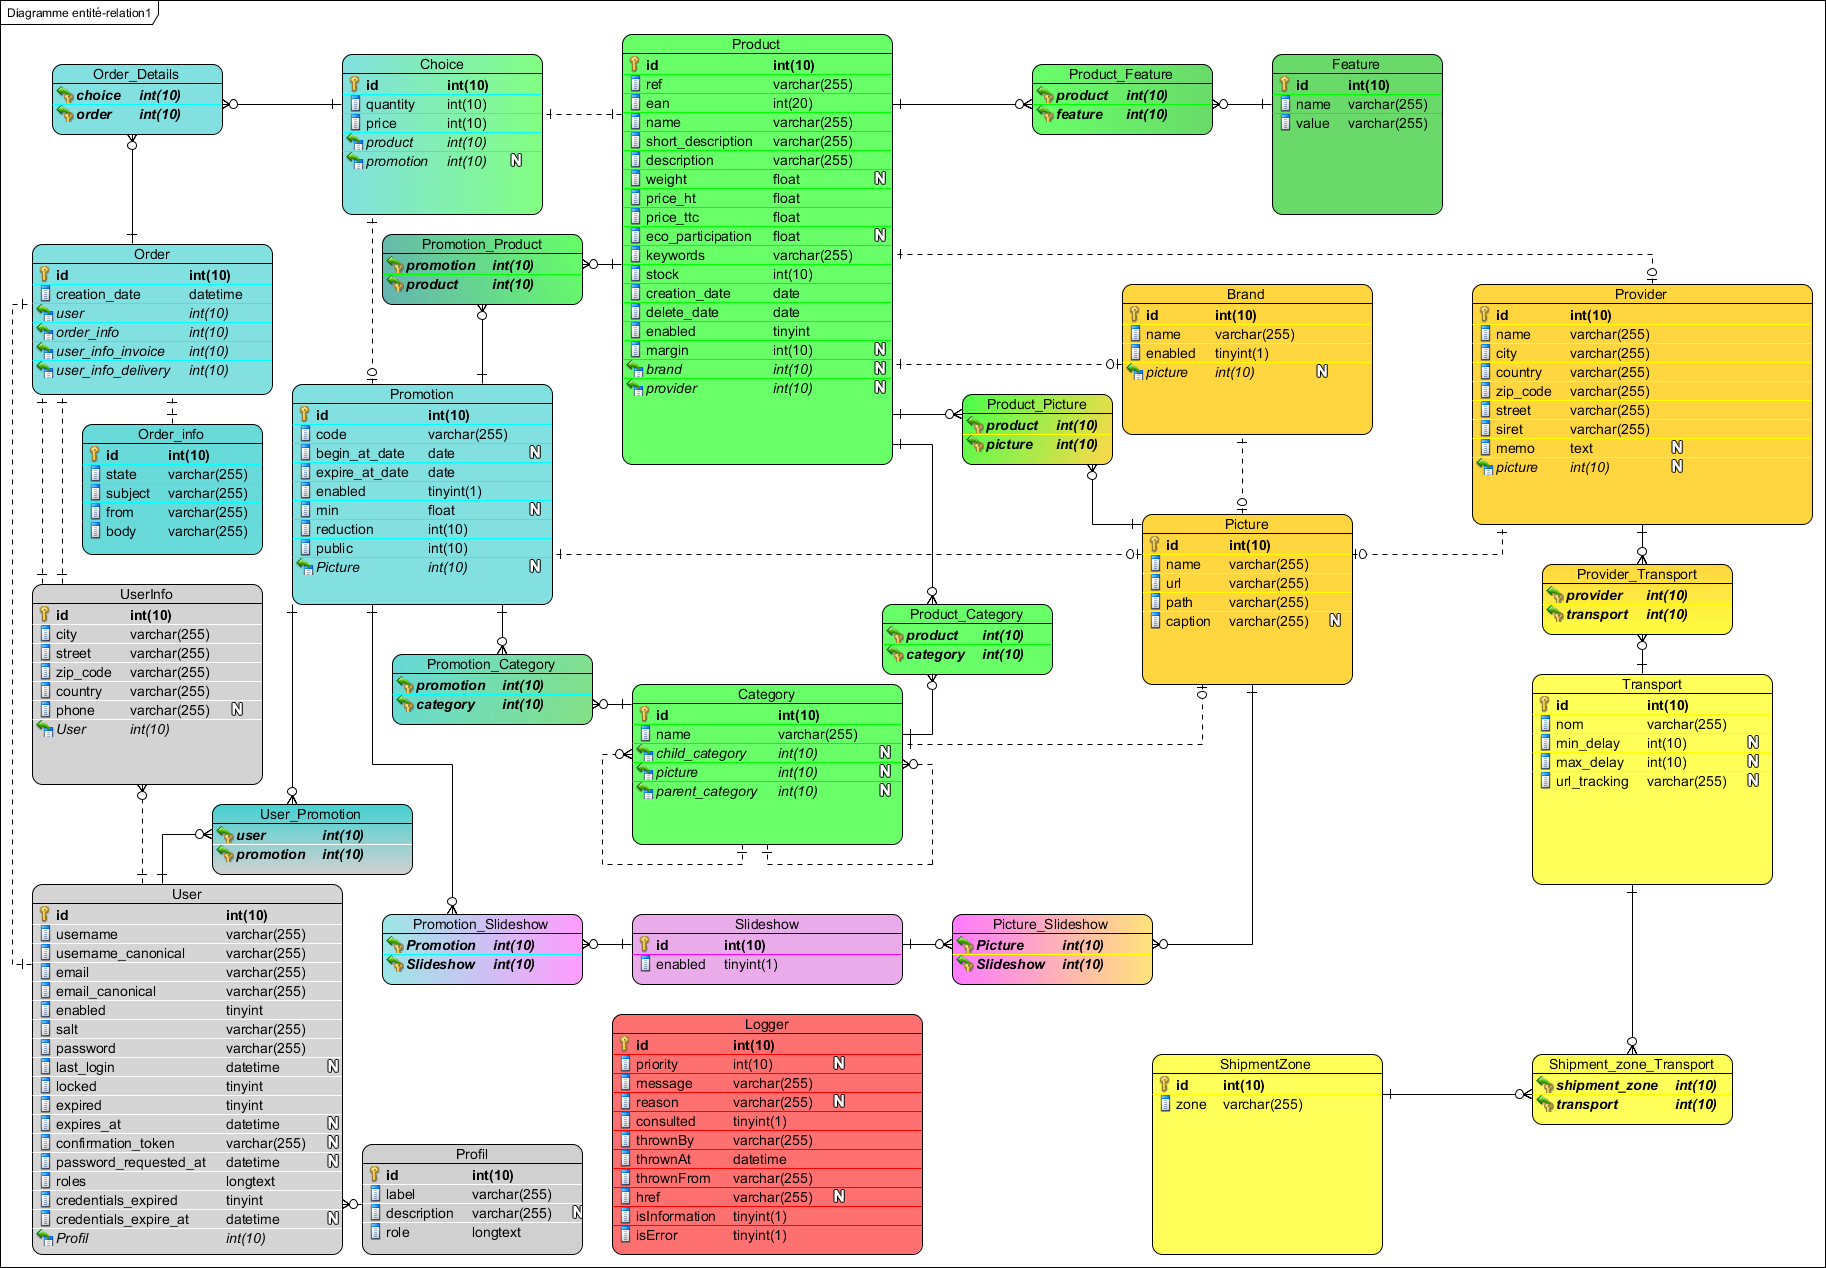 Diagramme entité-relation1
Order_Details
choice int(10)
order int(10)
Choice
id int(10)
quantity int(10)
price int(10)
product int(10)
promotion int(10) N
Product
id int(10)
ref varchar(255)
ean int(20)
name varchar(255)
short_description varchar(255)
description varchar(255)
weight float N
price_ht float
price_ttc float
eco_participation float N
keywords varchar(255)
stock int(10)
creation_date date
delete_date date
enabled tinyint
margin int(10) N
brand int(10) N
provider int(10) N
Product_Feature
product int(10)
feature int(10)
Feature
id int(10)
name varchar(255)
value varchar(255)
Promotion_Product
promotion int(10)
product int(10)
Order
id int(10)
creation_date datetime
user int(10)
order_info int(10)
user_info_invoice int(10)
user_info_delivery int(10)
Brand
id int(10)
name varchar(255)
enabled tinyint(1)
picture int(10) N
Provider
id int(10)
name varchar(255)
city varchar(255)
country varchar(255)
zip_code varchar(255)
street varchar(255)
siret varchar(255)
memo text N
picture int(10) N
Promotion
id int(10)
code varchar(255)
begin_at_date date N
expire_at_date date
enabled tinyint(1)
min float N
reduction int(10)
public int(10)
Picture int(10) N
Product_Picture
product int(10)
picture int(10)
Order_info
id int(10)
state varchar(255)
subject varchar(255)
from varchar(255)
body varchar(255)
Picture
id int(10)
name varchar(255)
url varchar(255)
path varchar(255)
caption varchar(255) N
Provider_Transport
provider int(10)
transport int(10)
UserInfo
id int(10)
city varchar(255)
street varchar(255)
zip_code varchar(255)
country varchar(255)
phone varchar(255) N
User int(10)
Product_Category
product int(10)
category int(10)
Promotion_Category
promotion int(10)
category int(10)
Category
id int(10)
name varchar(255)
child_category int(10) N
picture int(10) N
parent_category int(10) N
Transport
id int(10)
nom varchar(255)
min_delay int(10) N
max_delay int(10) N
url_tracking varchar(255) N
User_Promotion
user int(10)
promotion int(10)
User
id int(10)
username varchar(255)
username_canonical varchar(255)
email varchar(255)
email_canonical varchar(255)
enabled tinyint
salt varchar(255)
password varchar(255)
last_login datetime N
locked tinyint
expired tinyint
expires_at datetime N
confirmation_token varchar(255) N
password_requested_at datetime N
roles longtext
credentials_expired tinyint
credentials_expire_at datetime N
Profil int(10)
Promotion_Slideshow
Promotion int(10)
Slideshow int(10)
Slideshow
id int(10)
enabled tinyint(1)
Picture_Slideshow
Picture int(10)
Slideshow int(10)
Logger
id int(10)
priority int(10) N
message varchar(255)
reason varchar(255) N
consulted tinyint(1)
thrownBy varchar(255)
thrownAt datetime
thrownFrom varchar(255)
href varchar(255) N
isInformation tinyint(1)
isError tinyint(1)
ShipmentZone
id int(10)
zone varchar(255)
Shipment_zone_Transport
shipment_zone int(10)
transport int(10)
Profil
id int(10)
label varchar(255)
description varchar(255) N
role longtext